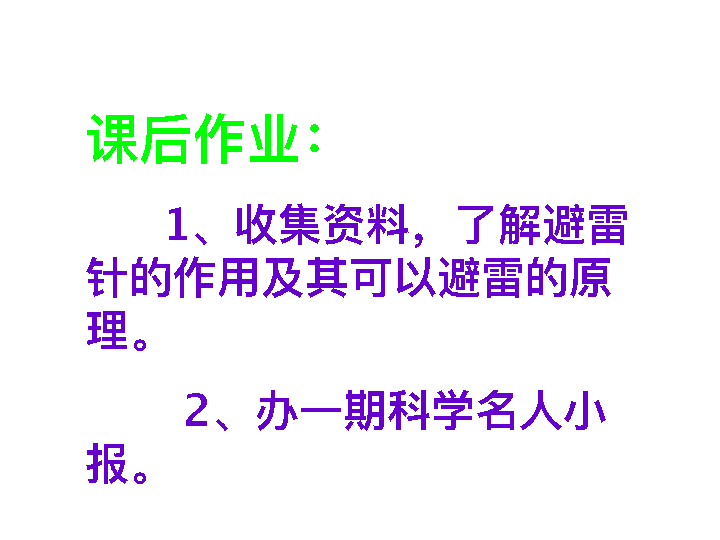 课后作业：
1、收集资料，了解避雷
针的作用及其可以避雷的原
理。
2、办一期科学名人小
报。